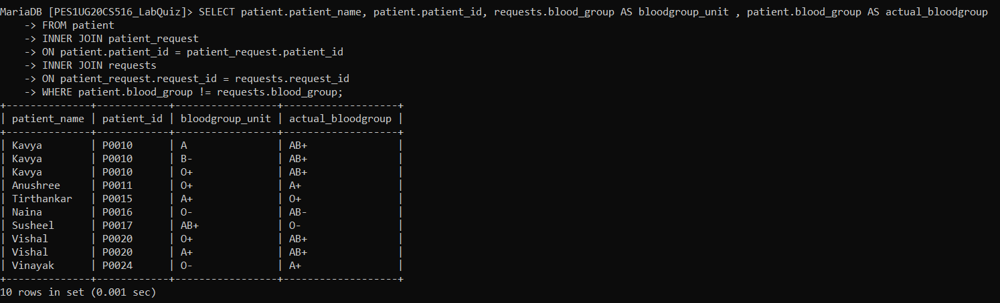 MariaDB [PES1UG20CS516_LabQuiz]> SELECT patient.patient_name, patient.patient_id, requests.blood_group AS bloodgroup_unit , patient.blood_group AS actual_bloodgroup
    -> FROM patient
    -> INNER JOIN patient_request
    -> ON patient.patient_id = patient_request.patient_id
    -> INNER JOIN requests
    -> ON patient_request.request_id = requests.request_id
    -> WHERE patient.blood_group != requests.blood_group;
+--------------+------------+-----------------+-------------------+
| patient_name | patient_id | bloodgroup_unit | actual_bloodgroup |
+--------------+------------+-----------------+-------------------+
| Kavya        | P0010      | A               | AB+               |
| Kavya        | P0010      | B-              | AB+               |
| Kavya        | P0010      | O+              | AB+               |
| Anushree     | P0011      | O+              | A+                |
| Tirthankar   | P0015      | A+              | O+                |
| Naina        | P0016      | O-              | AB-               |
| Susheel      | P0017      | AB+             | O-                |
| Vishal       | P0020      | O+              | AB+               |
| Vishal       | P0020      | A+              | AB+               |
| Vinayak      | P0024      | O-              | A+                |
+--------------+------------+-----------------+-------------------+
10 rows in set (0.001 sec)